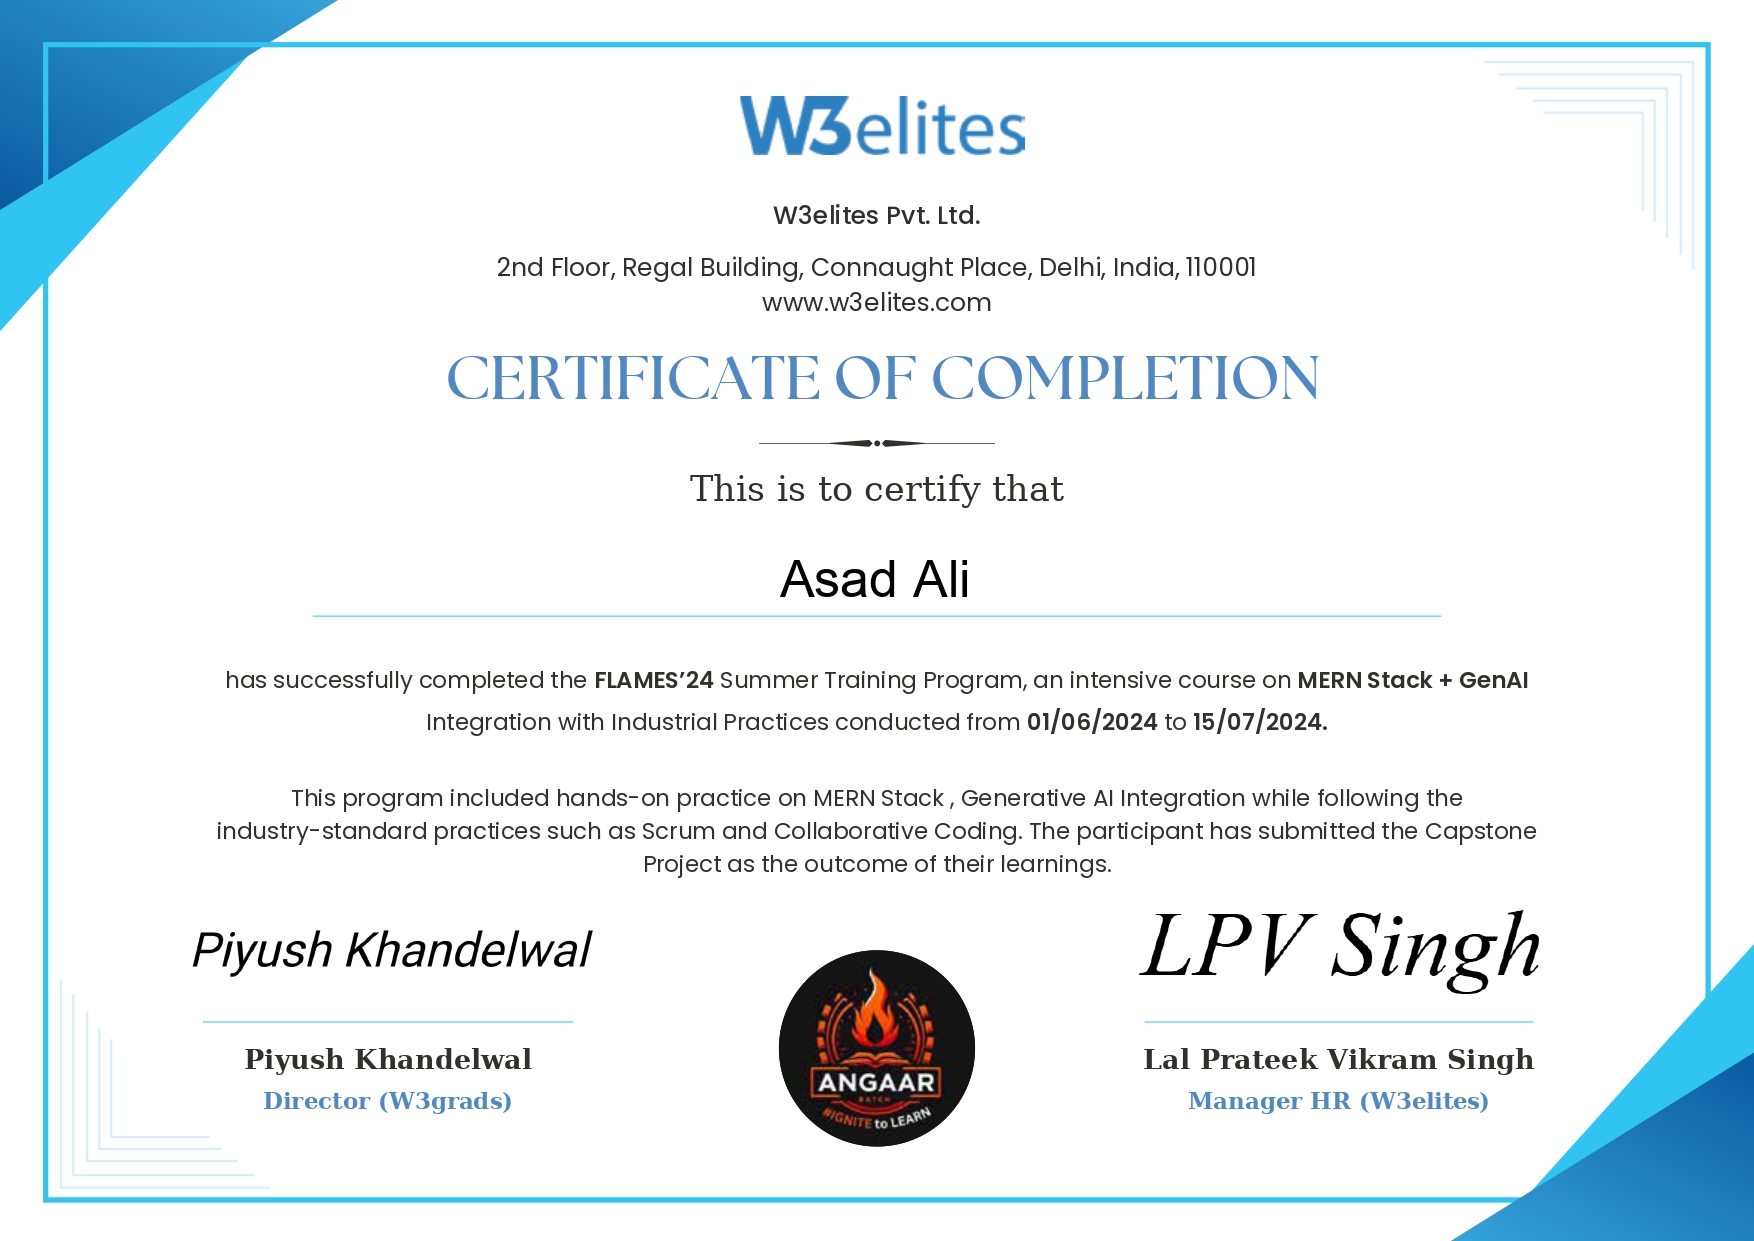 W3elites
W3elites Pvt. Ltd.
2nd Floor, Regal Building, Connaught Place, Delhi, India, 110001
www.w3elites.com
CERTIFICATE OF COMPLETION
This is to certify that
Asad Ali
has successfully completed the FLAMES’24 Summer Training Program, an intensive course on MERN Stack + GenAI
Integration with Industrial Practices conducted from 01/06/2024 to 15/07/2024.
This program included hands-on practice on MERN Stack , Generative AI Integration while following the
industry-standard practices such as Scrum and Collaborative Coding. The participant has submitted the Capstone
Project as the outcome of their learnings.
Piyush Khandelwal
Piyush Khandelwal
Director (W3grads)
ANGAAR
BATCH
#IGNITE to LEARN
LPV Singh
Lal Prateek Vikram Singh
Manager HR (W3elites)